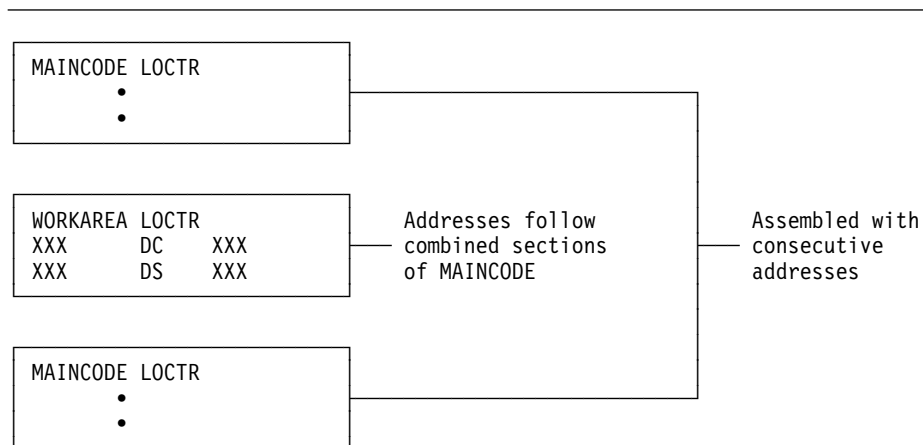 MAINCODE LOCTR
•
•
WORKAREA LOCTR
XXX DC XXX
XXX DS XXX
Addresses follow
combined sections
of MAINCODE
Assembled with
consecutive
addresses
MAINCODE LOCTR
•
•